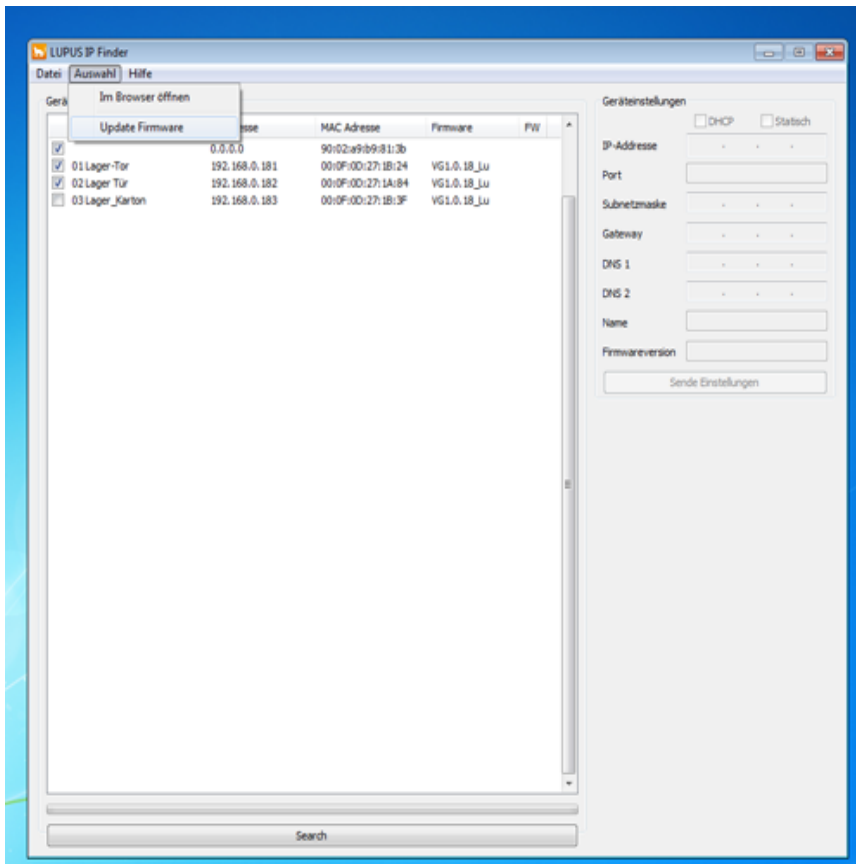 LUPUS IP Finder
Datei Auswahl Hilfe
Im Browser öffnen
Update Firmware
Gerä
esse MAC Adresse Firmware FW
0.0.0.0 90:02:a9:b9:81:3b
01 Lager-Tor 192.168.0.181 00:0F:0D:27:1B:24 VG1.0.18_Lu
02 Lager Tür 192.168.0.182 00:0F:0D:27:1A:84 VG1.0.18_Lu
03 Lager_Karton 192.168.0.183 00:0F:0D:27:1B:3F VG1.0.18_Lu
Search
Geräteinstellungen
DHCP Statisch
IP-Addresse
Port
Subnetzmaske
Gateway
DNS 1
DNS 2
Name
Firmwareversion
Sende Einstellungen